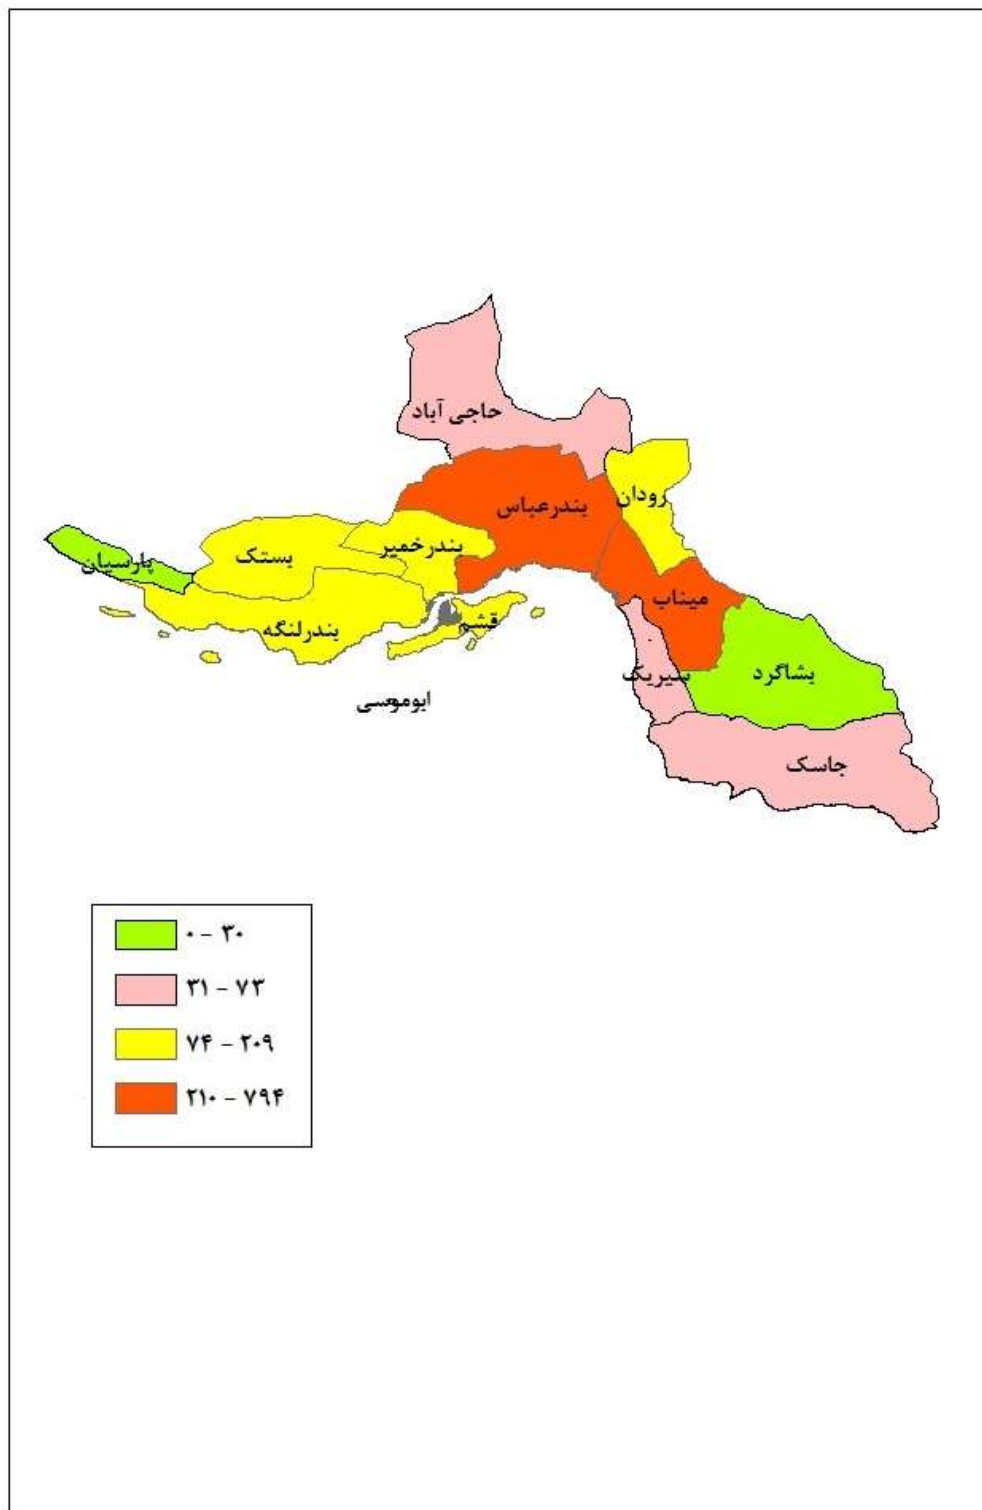 حاجی آباد
رودان
بندرعباس
بندرخمیر
بستک
پارسیان
میناب
قشم
بندرلنگه
بشاگرد
سیریک
ابوموسی
جاسک
۰ - ۳۰
۳۱ - ۷۳
۷۴ - ۲۰۹
۲۱۰ - ۷۹۴